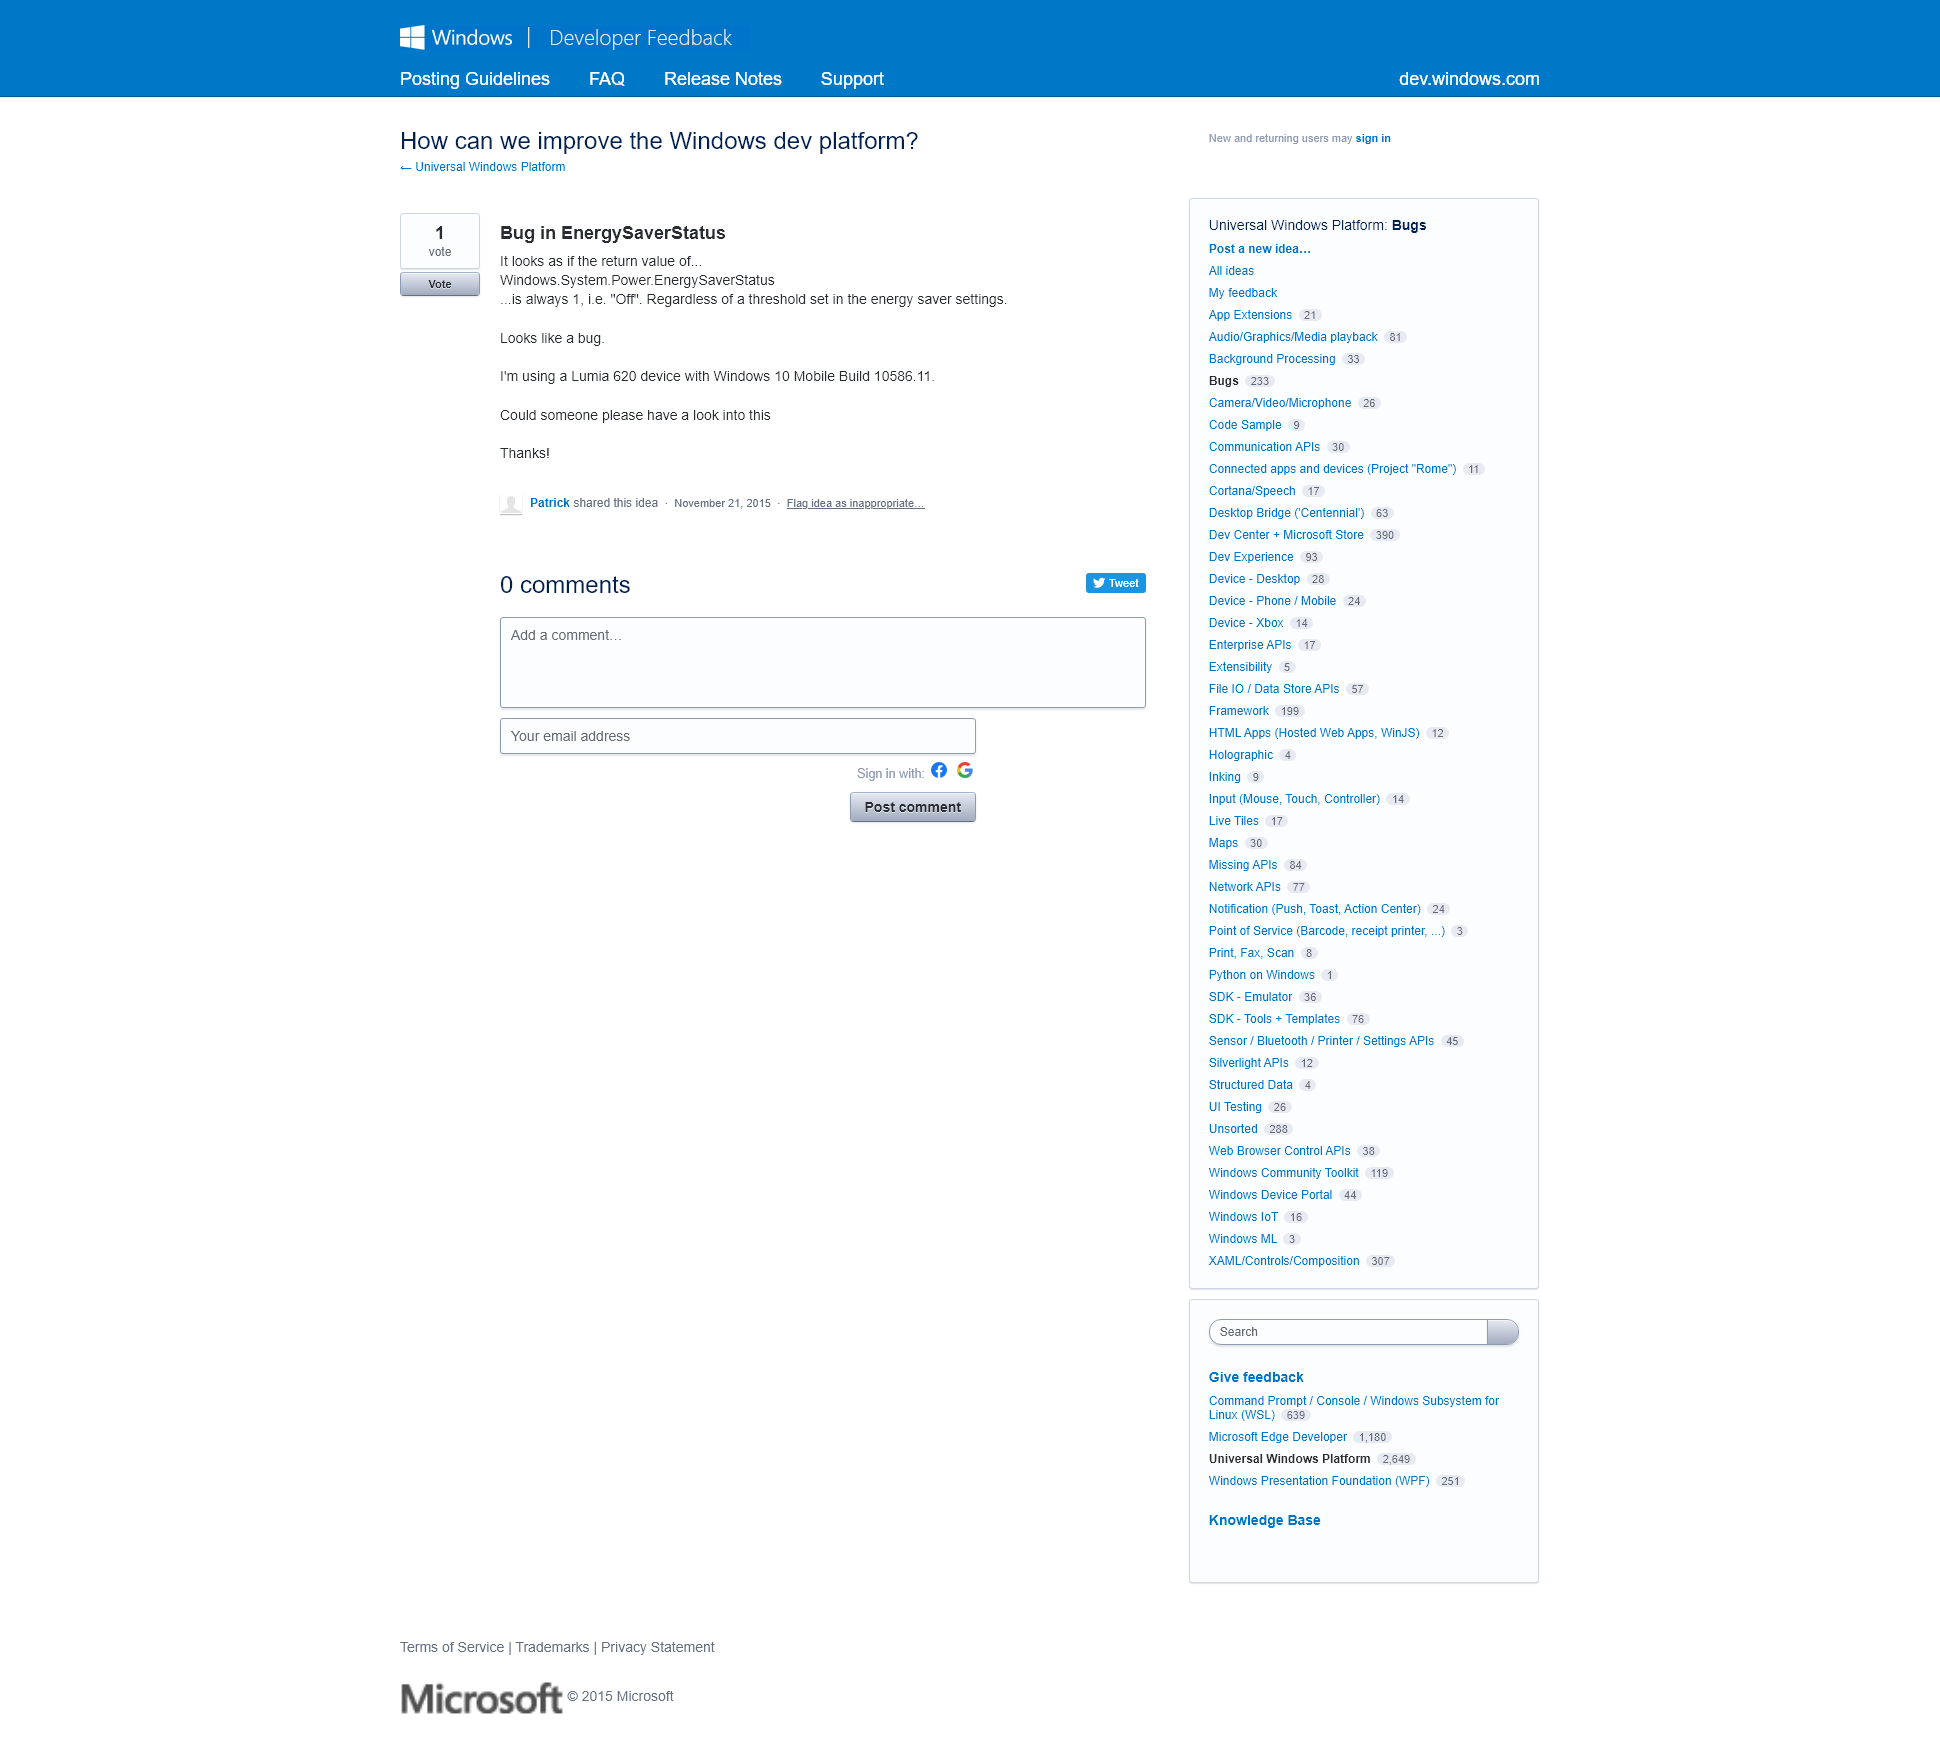 Windows | Developer Feedback
Posting Guidelines FAQ Release Notes Support dev.windows.com
How can we improve the Windows dev platform?
← Universal Windows Platform
New and returning users may sign in
1
vote
Vote
Bug in EnergySaverStatus
It looks as if the return value of...
Windows.System.Power.EnergySaverStatus
...is always 1, i.e. "Off". Regardless of a threshold set in the energy saver settings.
Looks like a bug.
I'm using a Lumia 620 device with Windows 10 Mobile Build 10586.11.
Could someone please have a look into this
Thanks!
Patrick shared this idea · November 21, 2015 · Flag idea as inappropriate…
0 comments
Tweet
Add a comment…
Your email address
Sign in with:
Post comment
Universal Windows Platform: Bugs
Post a new idea…
All ideas
My feedback
App Extensions 21
Audio/Graphics/Media playback 81
Background Processing 33
Bugs 233
Camera/Video/Microphone 26
Code Sample 9
Communication APIs 30
Connected apps and devices (Project "Rome") 11
Cortana/Speech 17
Desktop Bridge ('Centennial') 63
Dev Center + Microsoft Store 390
Dev Experience 93
Device - Desktop 28
Device - Phone / Mobile 24
Device - Xbox 14
Enterprise APIs 17
Extensibility 5
File IO / Data Store APIs 57
Framework 199
HTML Apps (Hosted Web Apps, WinJS) 12
Holographic 4
Inking 9
Input (Mouse, Touch, Controller) 14
Live Tiles 17
Maps 30
Missing APIs 84
Network APIs 77
Notification (Push, Toast, Action Center) 24
Point of Service (Barcode, receipt printer, ...) 3
Print, Fax, Scan 8
Python on Windows 1
SDK - Emulator 36
SDK - Tools + Templates 76
Sensor / Bluetooth / Printer / Settings APIs 45
Silverlight APIs 12
Structured Data 4
UI Testing 26
Unsorted 288
Web Browser Control APIs 38
Windows Community Toolkit 119
Windows Device Portal 44
Windows IoT 16
Windows ML 3
XAML/Controls/Composition 307
Search
Give feedback
Command Prompt / Console / Windows Subsystem for
Linux (WSL) 639
Microsoft Edge Developer 1,180
Universal Windows Platform 2,649
Windows Presentation Foundation (WPF) 251
Knowledge Base
Terms of Service | Trademarks | Privacy Statement
Microsoft © 2015 Microsoft